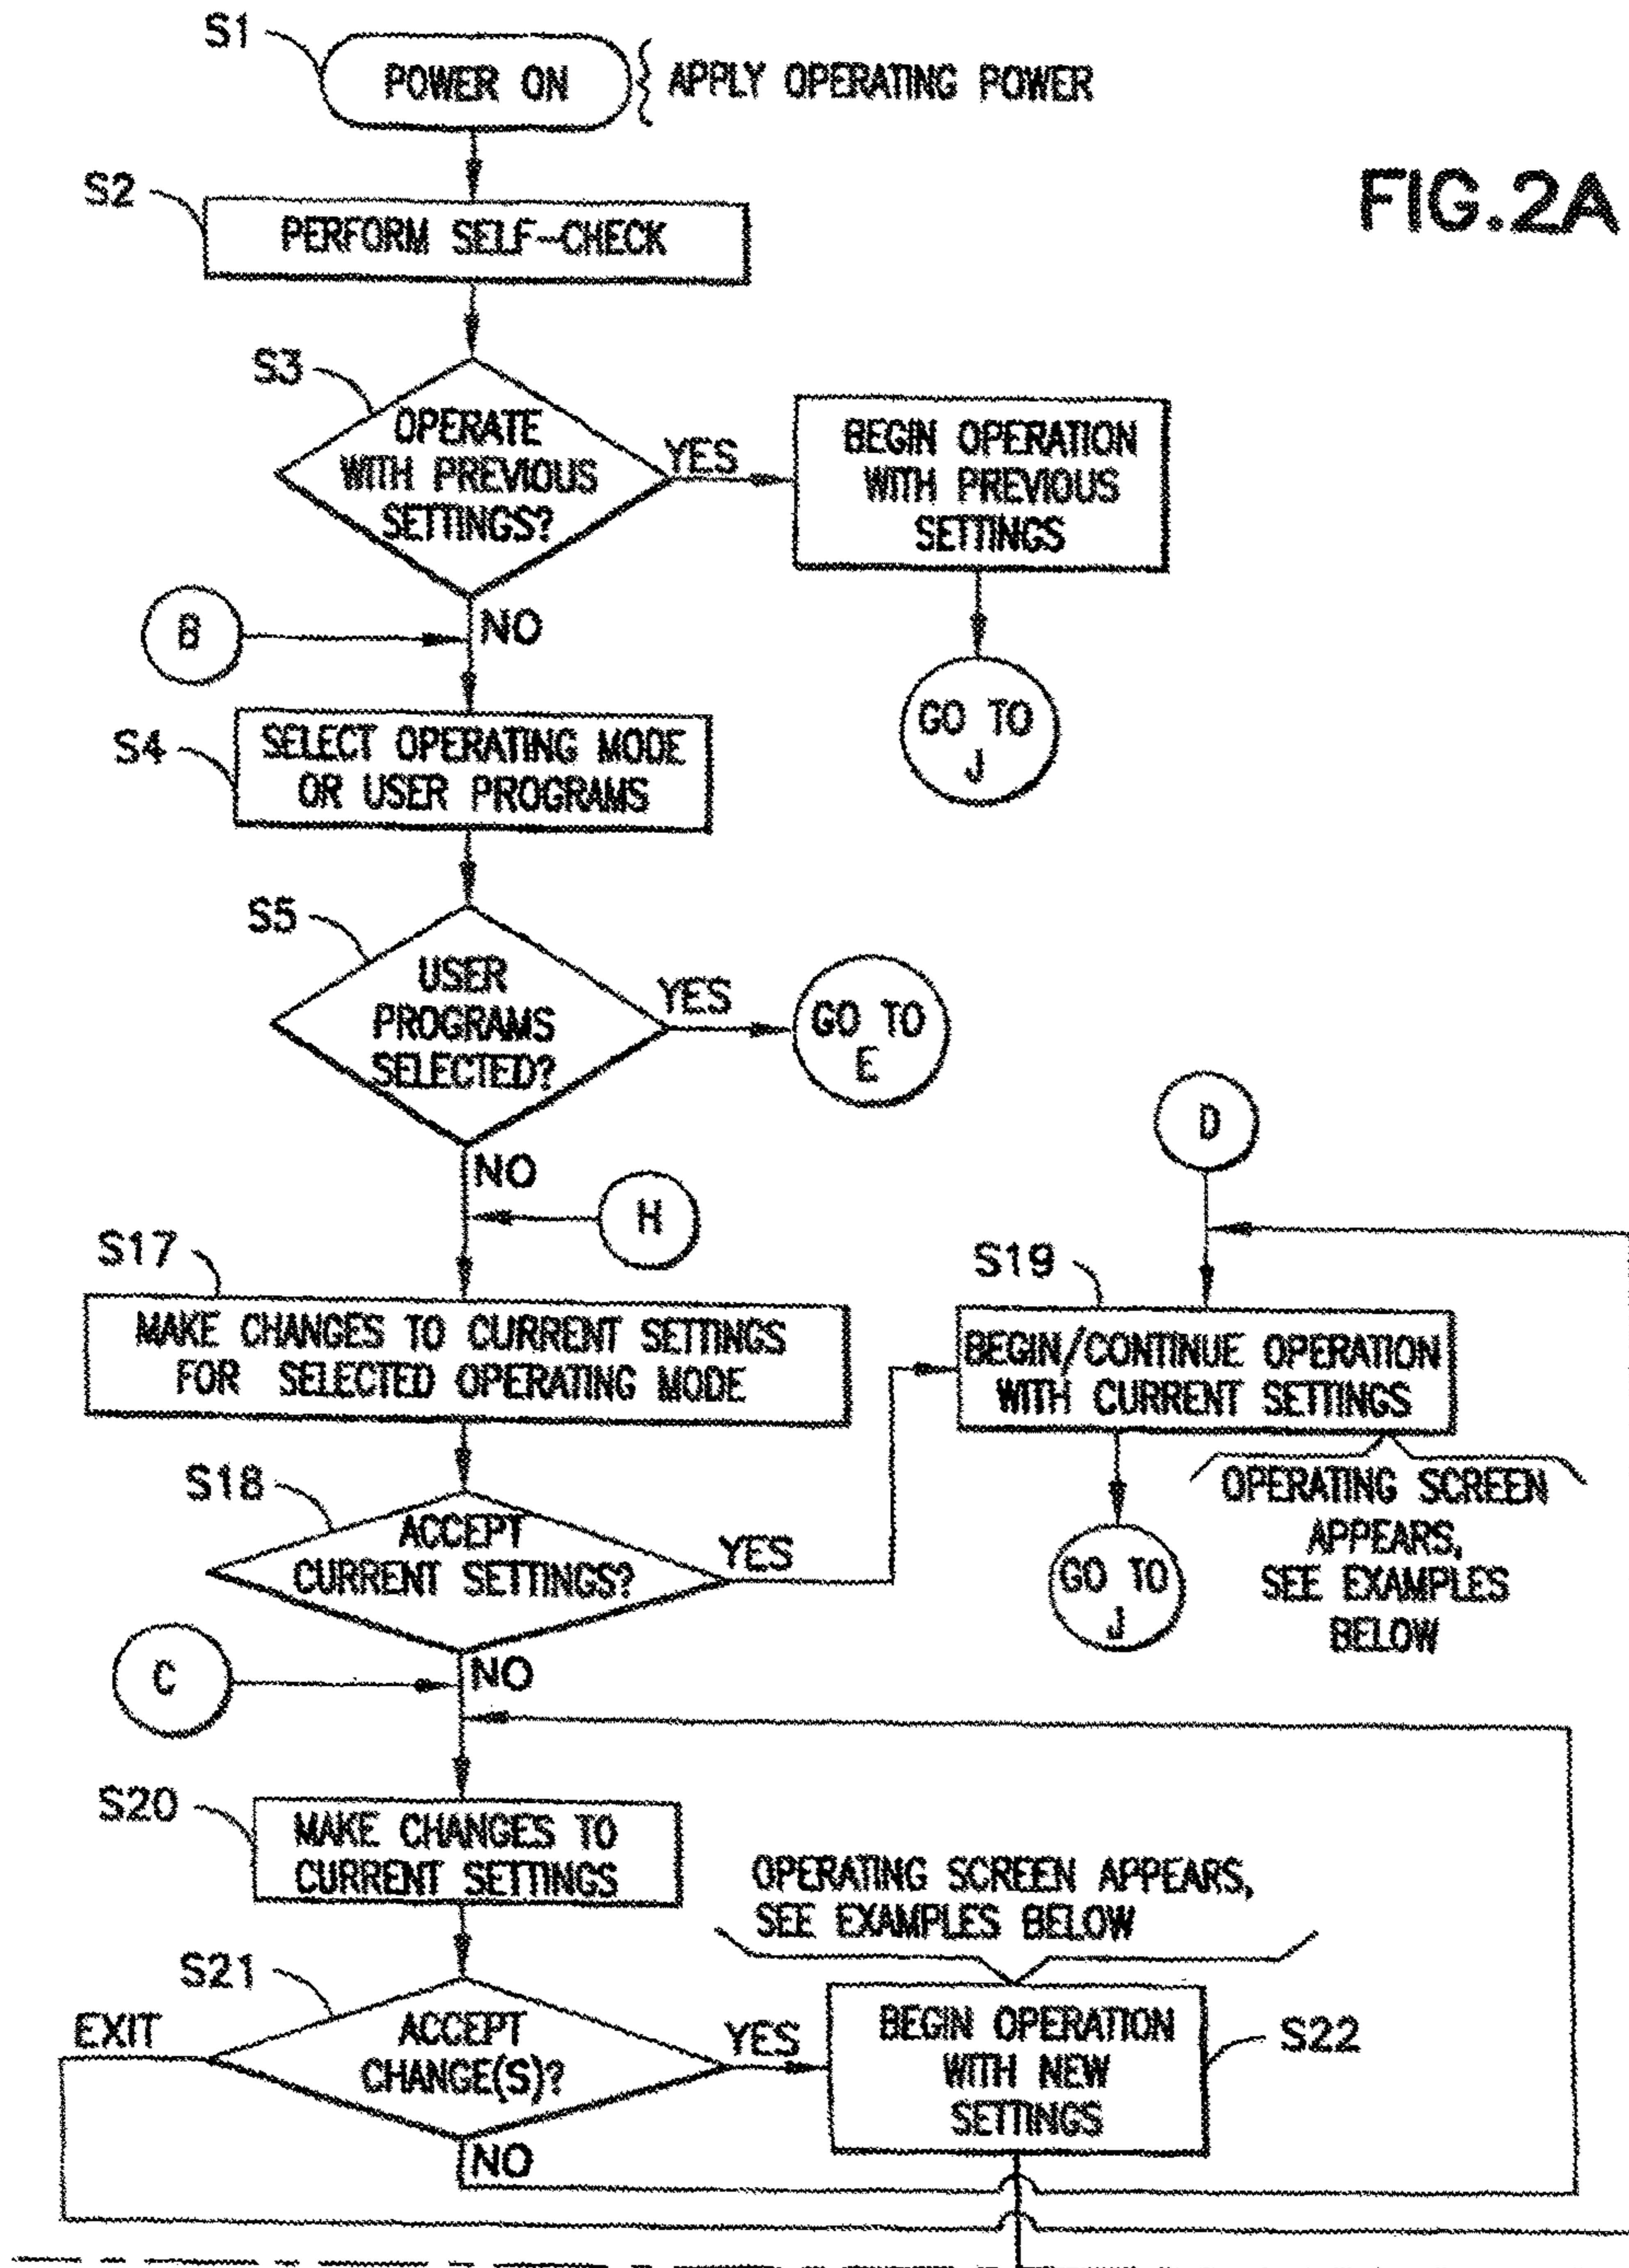 S1
POWER ON
APPLY OPERATING POWER
FIG.2A
S2
PERFORM SELF-CHECK
S3
OPERATE
WITH PREVIOUS
SETTINGS?
YES
BEGIN OPERATION
WITH PREVIOUS
SETTINGS
B
NO
GO TO
J
S4
SELECT OPERATING MODE
OR USER PROGRAMS
S5
USER
PROGRAMS
SELECTED?
YES
GO TO
E
NO
H
D
S17
MAKE CHANGES TO CURRENT SETTINGS
FOR SELECTED OPERATING MODE
S19
BEGIN/CONTINUE OPERATION
WITH CURRENT SETTINGS
OPERATING SCREEN
APPEARS,
SEE EXAMPLES
BELOW
GO TO
J
S18
ACCEPT
CURRENT SETTINGS?
YES
C
NO
S20
MAKE CHANGES TO
CURRENT SETTINGS
OPERATING SCREEN APPEARS,
SEE EXAMPLES BELOW
S21
EXIT
ACCEPT
CHANGE(S)?
YES
BEGIN OPERATION
WITH NEW
SETTINGS
S22
NO